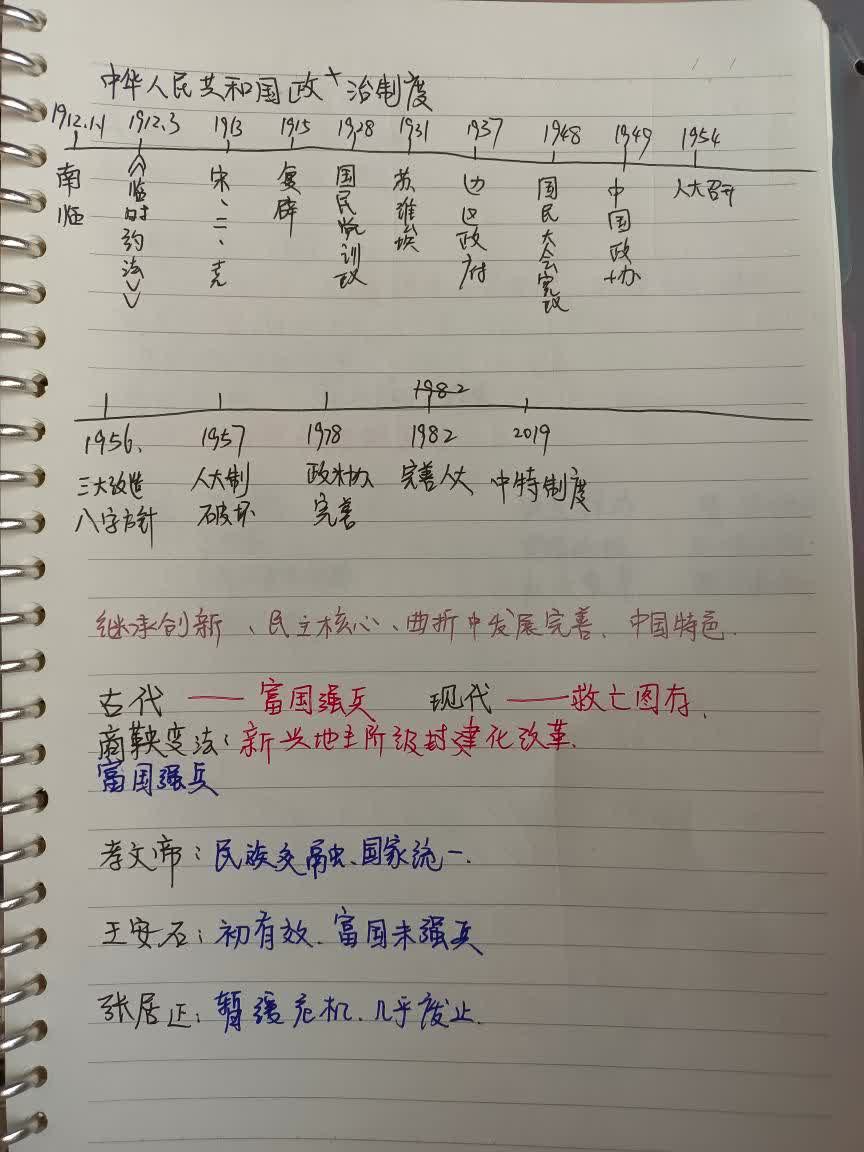 中华人民共和国政治制度
1912.1.1 1912.3 1913 1915 1928 1931 1937 1948 1949 1954
南临 《临时约法》 宋、二、克 复辟 国民党训政 苏维埃 边区政府 国民大会宪政 中国政协 人大召开
1982
1956. 1957 1978 1982 2019
三大改造 人大制 政协 完善人大 中特制度
八字方针 破坏 完善
继承创新、民主核心、曲折中发展完善、中国特色.
古代——富国强兵 现代——救亡图存.
商鞅变法:新兴地主阶级封建化改革.
富国强兵
孝文帝:民族交融、国家统一.
王安石:初有效.富国未强兵
张居正:暂缓危机.几乎废止.